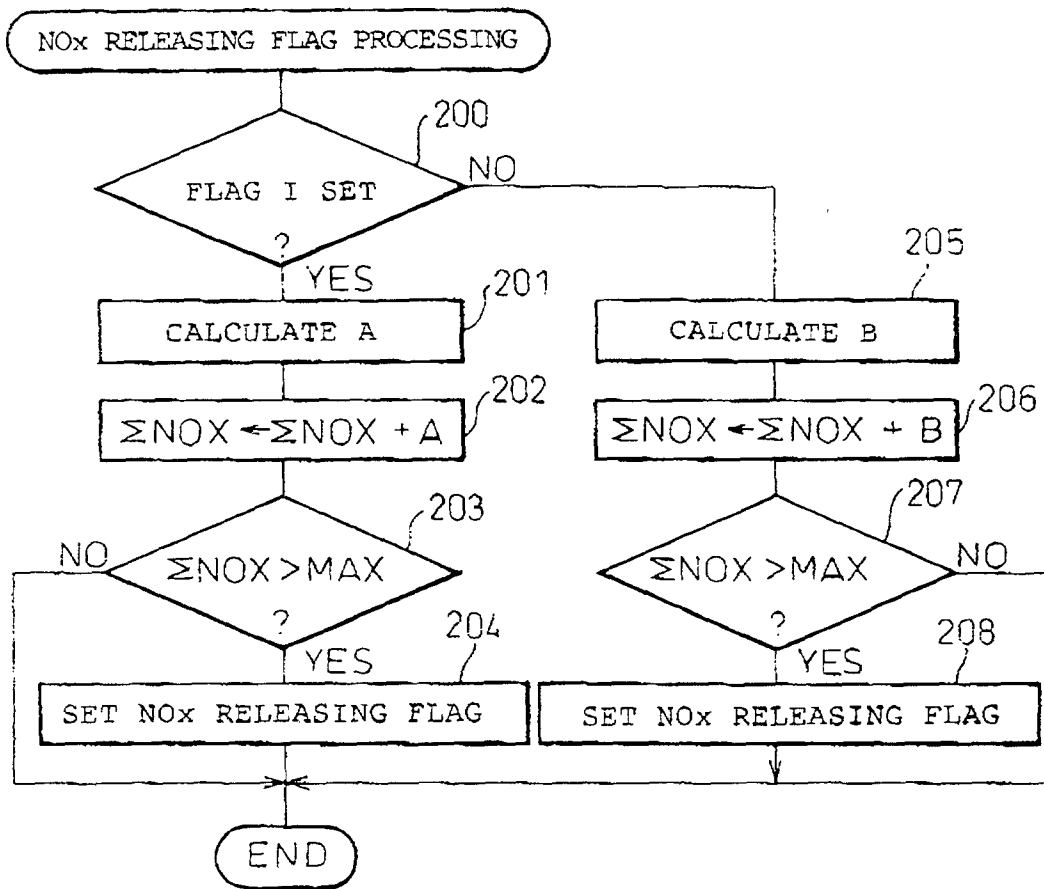 NOx RELEASING FLAG PROCESSING
200
FLAG I SET
?
NO
YES
201
CALCULATE A
202
ΣNOX ← ΣNOX + A
203
ΣNOX > MAX
?
NO
YES
204
SET NOx RELEASING FLAG
205
CALCULATE B
206
ΣNOX ← ΣNOX + B
207
ΣNOX > MAX
?
NO
YES
208
SET NOx RELEASING FLAG
END